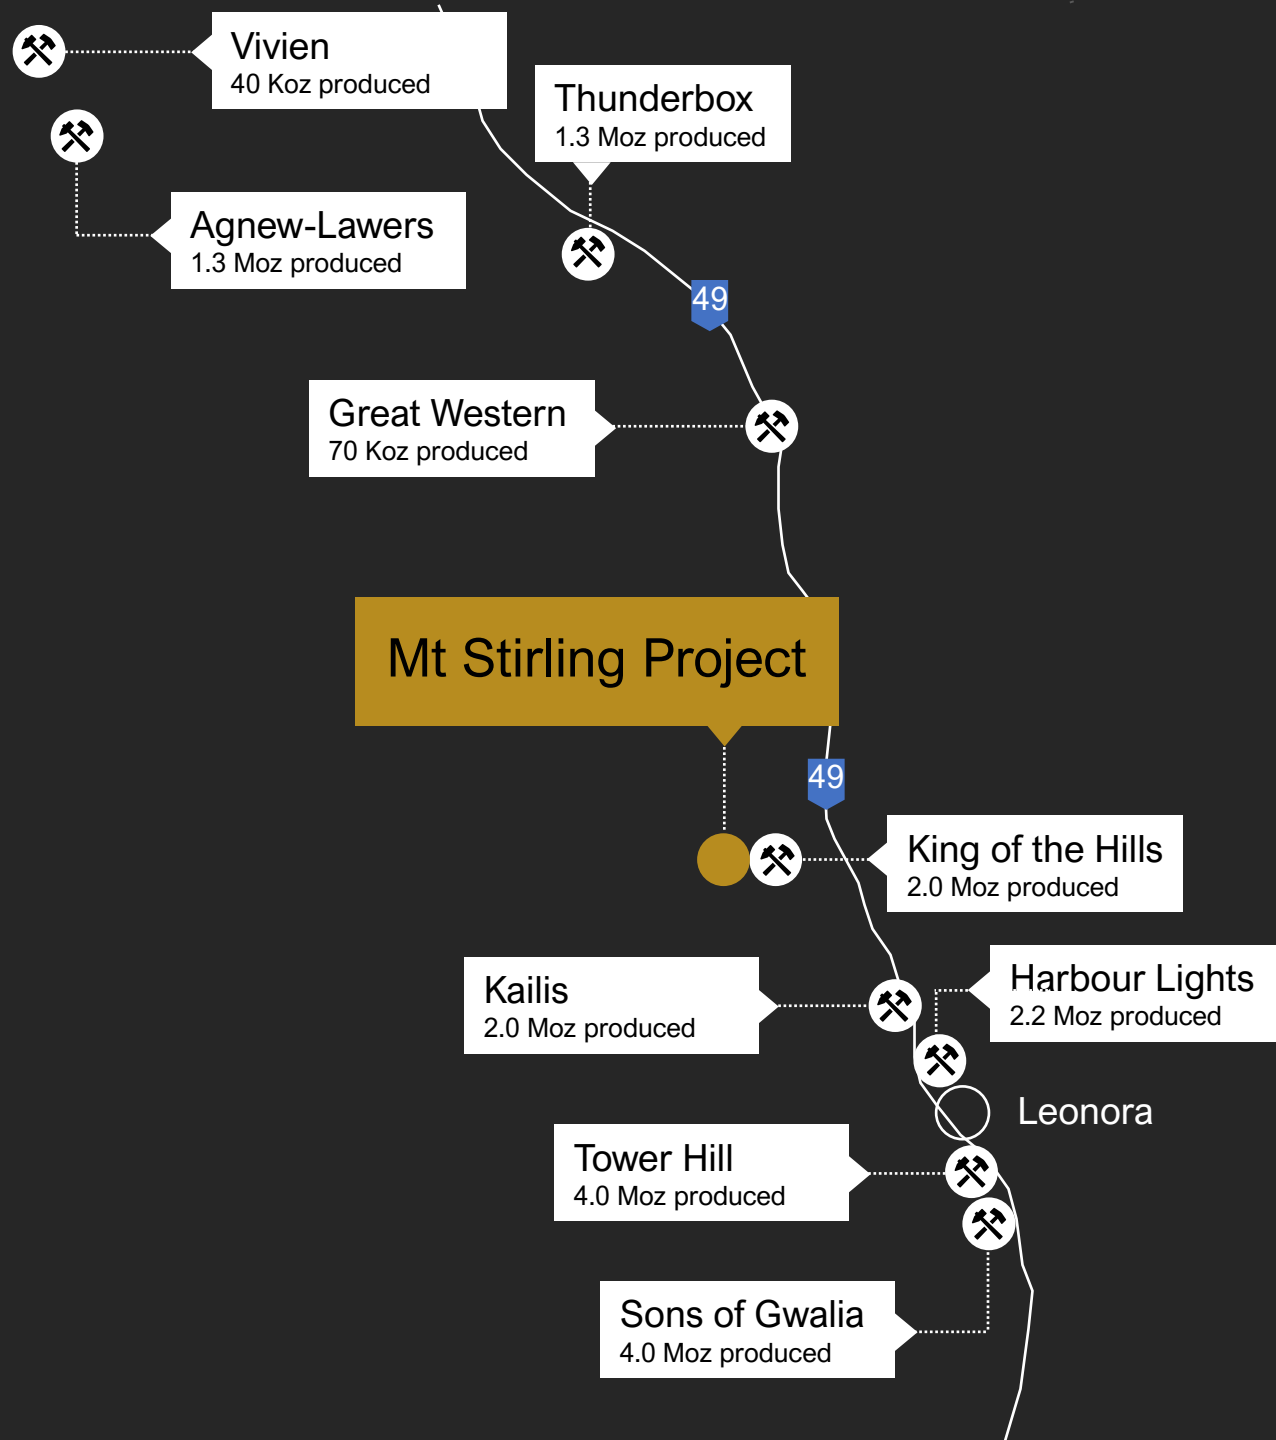 Vivien
40 Koz produced
Thunderbox
1.3 Moz produced
Agnew-Lawers
1.3 Moz produced
49
Great Western
70 Koz produced
Mt Stirling Project
49
King of the Hills
2.0 Moz produced
Kailis
2.0 Moz produced
Harbour Lights
2.2 Moz produced
Leonora
Tower Hill
4.0 Moz produced
Sons of Gwalia
4.0 Moz produced